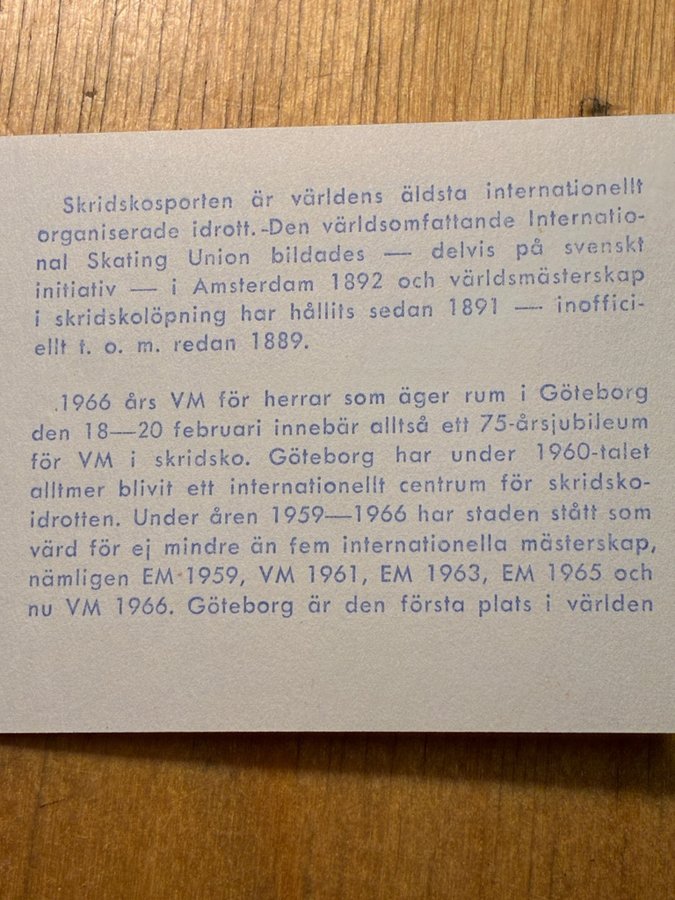 Skridskosporten är världens äldsta internationellt
organiserade idrott.-Den världsomfattande Internatio-
nal Skating Union bildades — delvis på svenskt
initiativ — i Amsterdam 1892 och världsmästerskap
i skridskolöpning har hållits sedan 1891 — inoffici-
ellt t. o. m. redan 1889.
.1966 års VM för herrar som äger rum i Göteborg
den 18—20 februari innebär alltså ett 75-årsjubileum
för VM i skridsko. Göteborg har under 1960-talet
alltmer blivit ett internationellt centrum för skridsko-
idrotten. Under åren 1959—1966 har staden stått som
värd för ej mindre än fem internationella mästerskap,
nämligen EM 1959, VM 1961, EM 1963, EM 1965 och
nu VM 1966. Göteborg är den första plats i världen